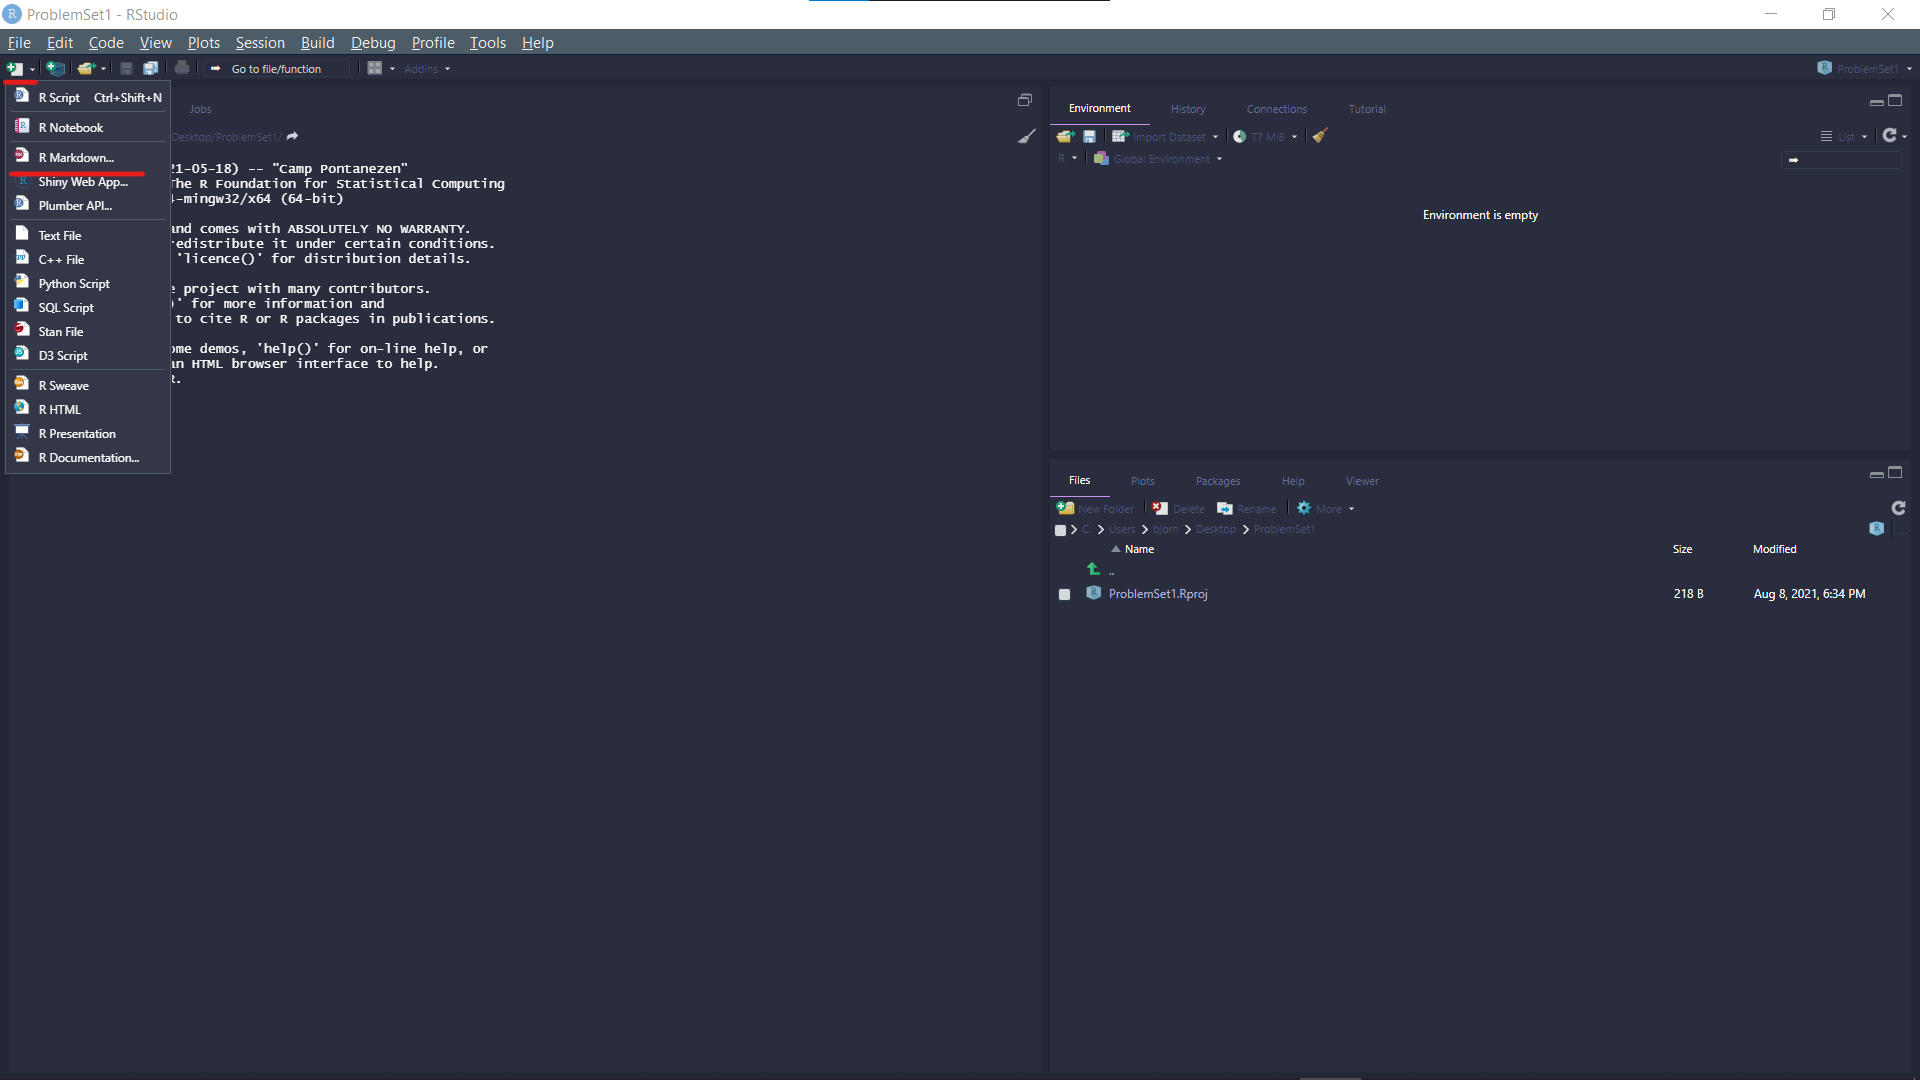 ProblemSet1 - RStudio
File Edit Code View Plots Session Build Debug Profile Tools Help
Go to file/function Addins ProblemSet1
R Script Ctrl+Shift+N
R Notebook
R Markdown...
Shiny Web App...
Plumber API...
Text File
C++ File
Python Script
SQL Script
Stan File
D3 Script
R Sweave
R HTML
R Presentation
R Documentation...
Jobs
Desktop/ProblemSet1/
21-05-18) -- "Camp Pontanezen"
The R Foundation for Statistical Computing
4-mingw32/x64 (64-bit)
and comes with ABSOLUTELY NO WARRANTY.
redistribute it under certain conditions.
'licence()' for distribution details.
e project with many contributors.
)' for more information and
to cite R or R packages in publications.
ome demos, 'help()' for on-line help, or
an HTML browser interface to help.
R.
Environment History Connections Tutorial
Import Dataset 77 MiB List
R Global Environment
Environment is empty
Files Plots Packages Help Viewer
New Folder Delete Rename More
C: Users bjorn Desktop ProblemSet1 ...
Name Size Modified
..
ProblemSet1.Rproj 218 B Aug 8, 2021, 6:34 PM